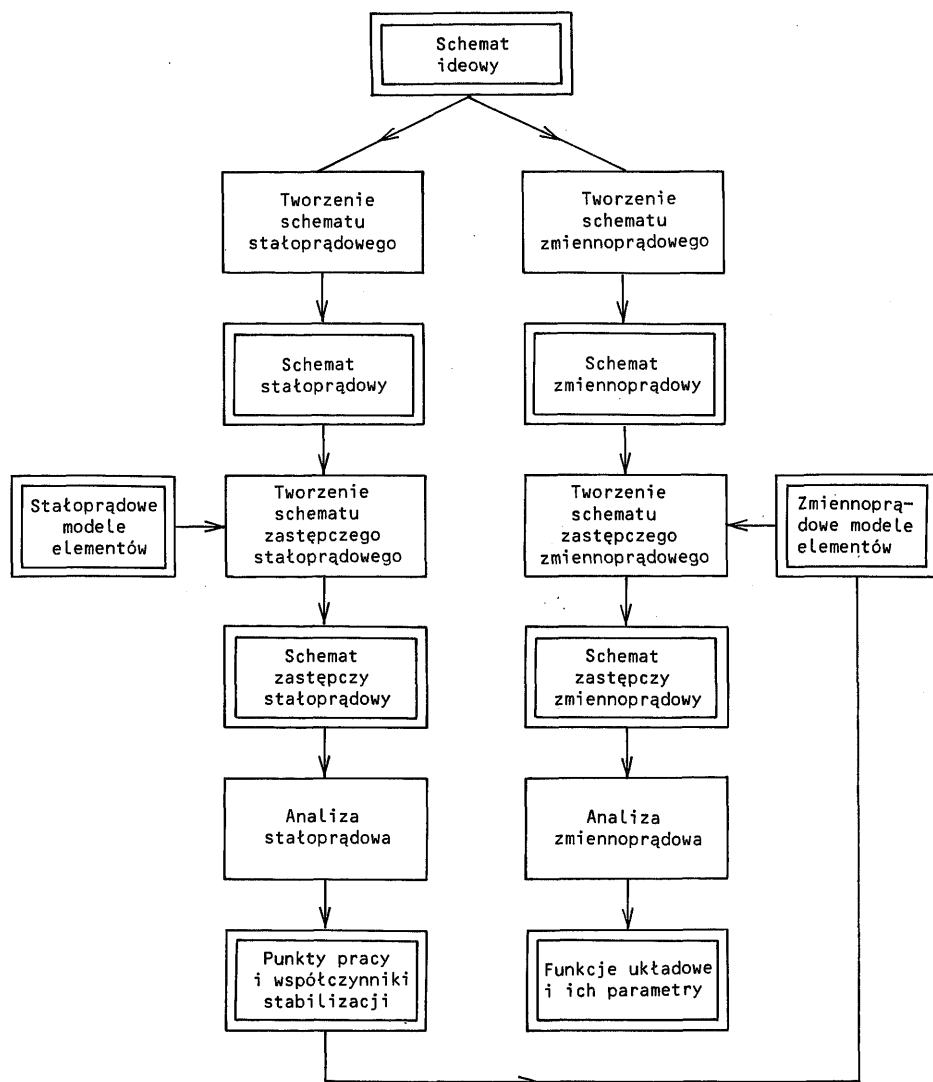 Schemat
ideowy
Tworzenie
schematu
stałoprądowego
Tworzenie
schematu
zmiennoprądowego
Schemat
stałoprądowy
Schemat
zmiennoprądowy
Stałoprądowe
modele
elementów
Tworzenie
schematu
zastępczego
stałoprądowego
Tworzenie
schematu
zastępczego
zmiennoprądowego
Zmiennoprą-
dowe modele
elementów
Schemat
zastępczy
stałoprądowy
Schemat
zastępczy
zmiennoprądowy
Analiza
stałoprądowa
Analiza
zmiennoprądowa
Punkty pracy
i współczynniki
stabilizacji
Funkcje układowe
i ich parametry